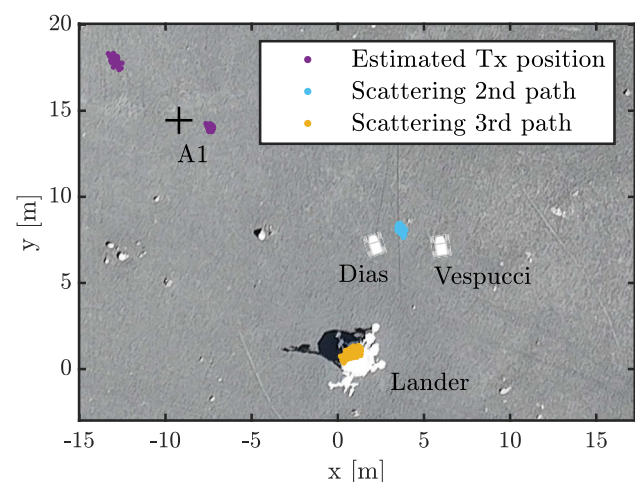 20
15
10
5
0
y [m]
Estimated Tx position
Scattering 2nd path
Scattering 3rd path
A1
Dias
Vespucci
Lander
-15 -10 -5 0 5 10 15
x [m]